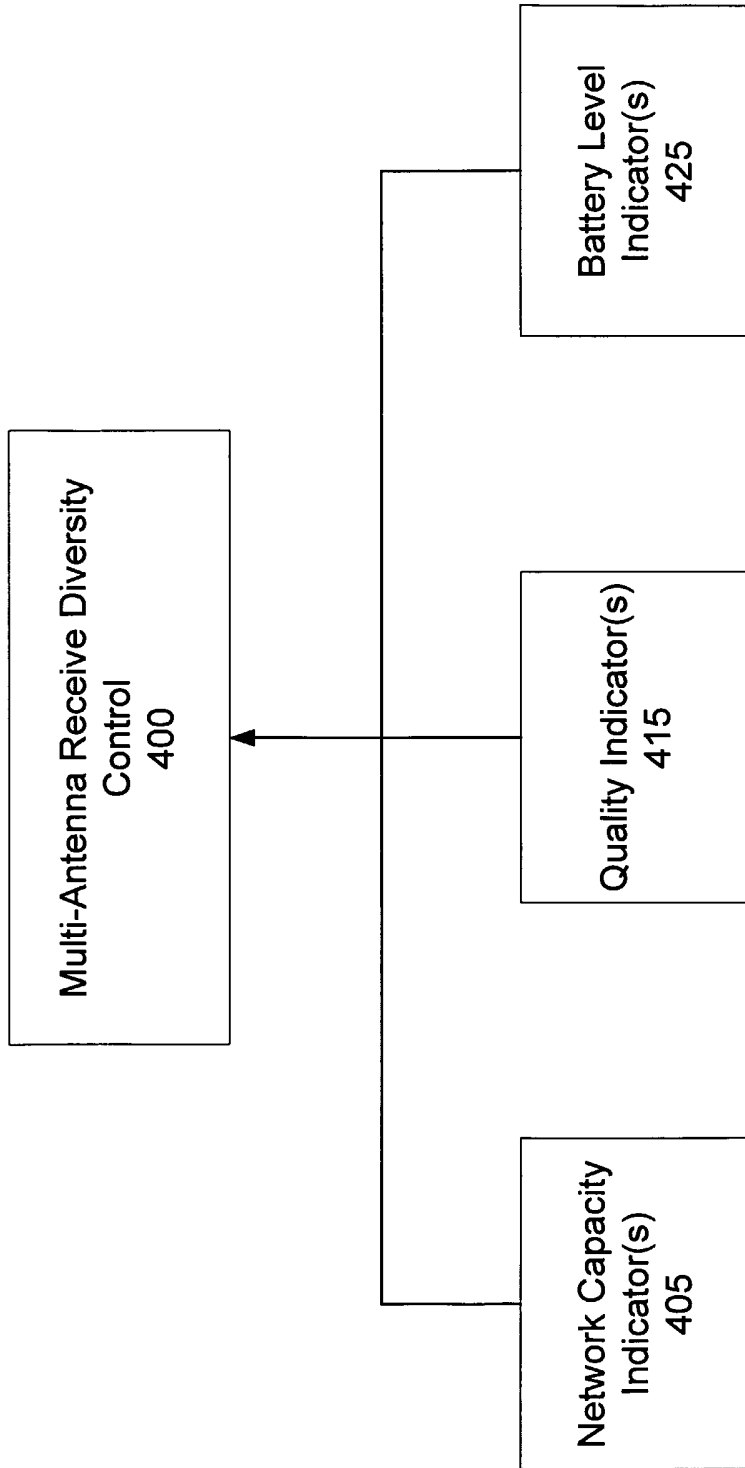 Multi-Antenna Receive Diversity
Control
400
Network Capacity
Indicator(s)
405
Quality Indicator(s)
415
Battery Level
Indicator(s)
425